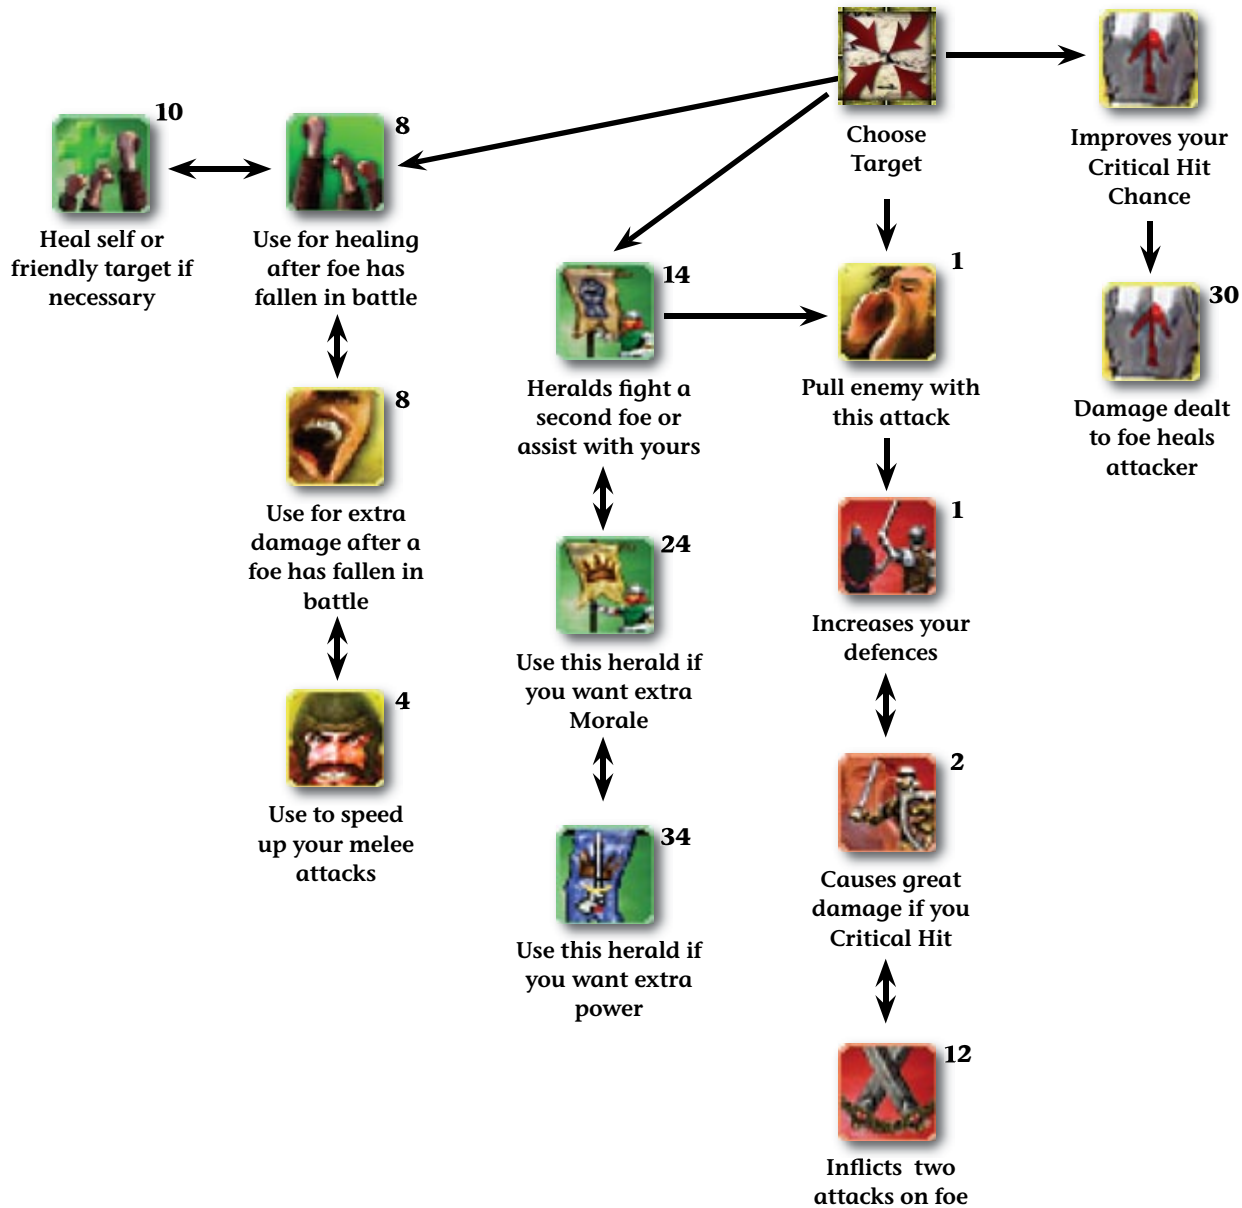 Choose
Target
Improves your
Critical Hit
Chance
10
Heal self or
friendly target if
necessary
8
Use for healing
after foe has
fallen in battle
14
Heralds fight a
second foe or
assist with yours
1
Pull enemy with
this attack
30
Damage dealt
to foe heals
attacker
8
Use for extra
damage after a
foe has fallen in
battle
24
Use this herald if
you want extra
Morale
1
Increases your
defences
4
Use to speed
up your melee
attacks
34
Use this herald if
you want extra
power
2
Causes great
damage if you
Critical Hit
12
Inflicts two
attacks on foe